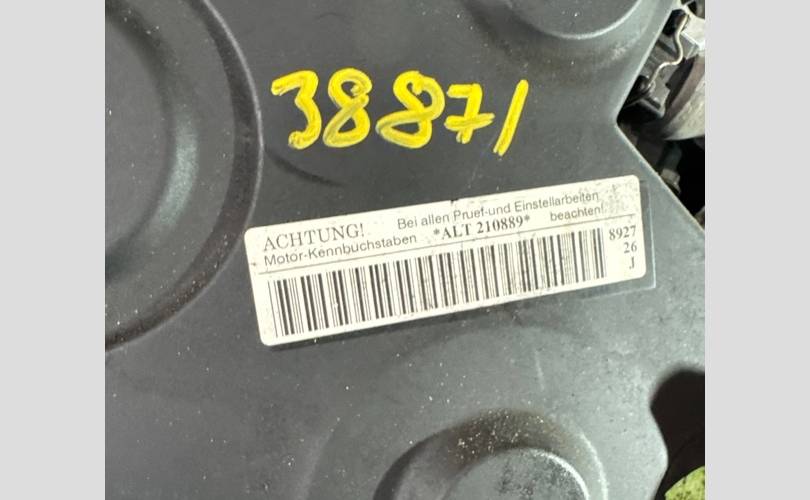 38871
ACHTUNG! Bei allen Pruef-und Einstellarbeiten
Motor-Kennbuchstaben *ALT 210889* beachten!
8927
26
J